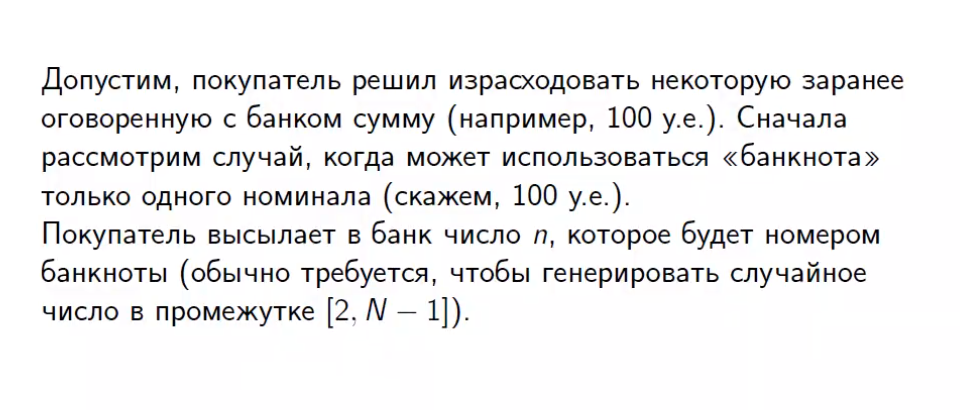 Допустим, покупатель решил израсходовать некоторую заранее
оговоренную с банком сумму (например, 100 у.е.). Сначала
рассмотрим случай, когда может использоваться «банкнота»
только одного номинала (скажем, 100 у.е.).
Покупатель высылает в банк число n, которое будет номером
банкноты (обычно требуется, чтобы генерировать случайное
число в промежутке [2, N − 1]).